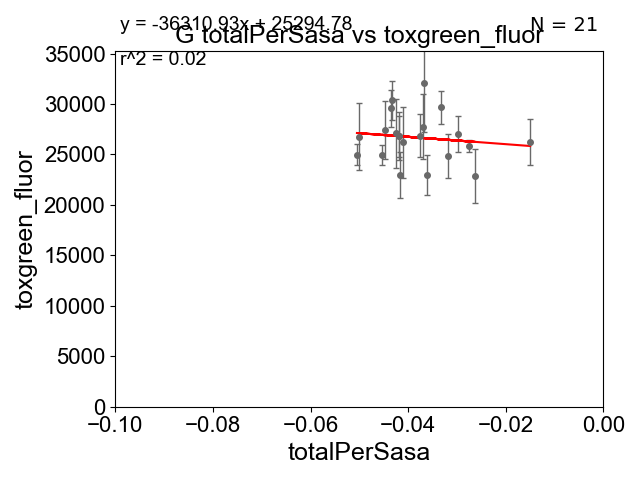 y = -36310.93x + 25294.78
N = 21
G totalPerSasa vs toxgreen_fluor
r^2 = 0.02
35000
30000
25000
20000
15000
10000
5000
0
toxgreen_fluor
−0.10 −0.08 −0.06 −0.04 −0.02 0.00
totalPerSasa